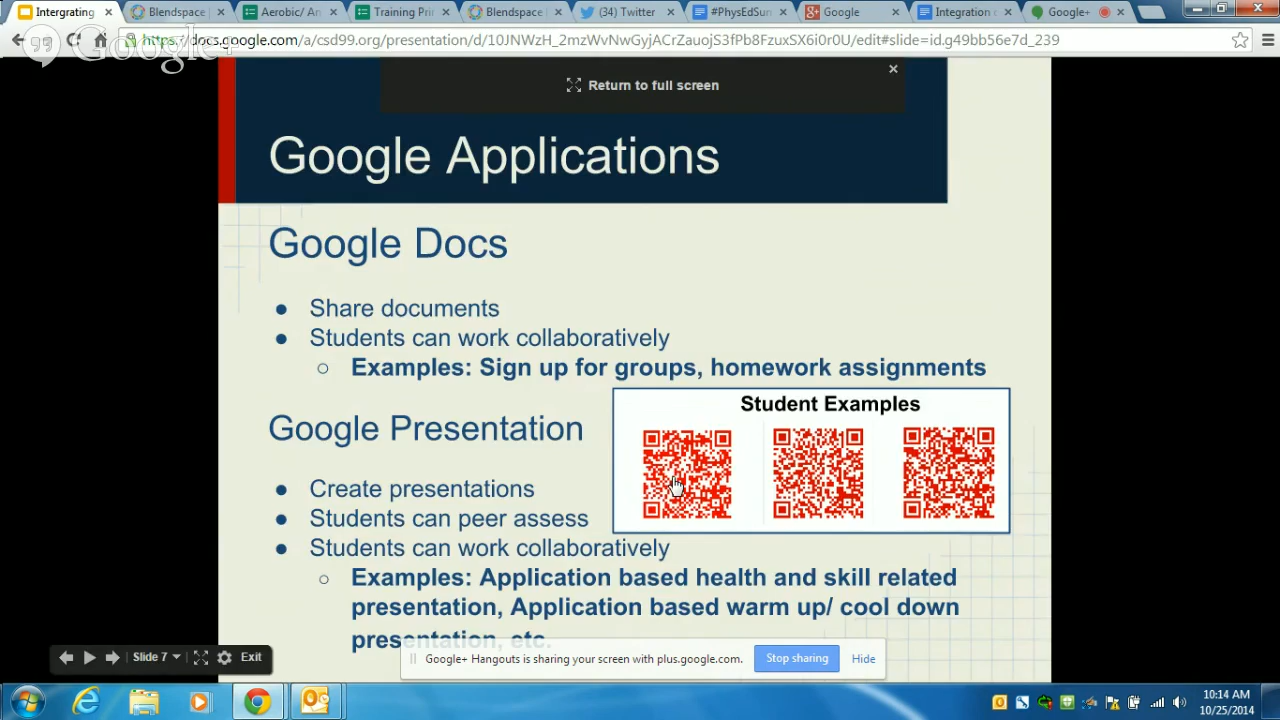 Intergrating
Blendspace
Aerobic/ An
Training Pri
Blendspace
(34) Twitter
#PhysEdSun
Google
Integration
Google+
https://docs.google.com/a/csd99.org/presentation/d/10JNWzH_2mzWvNwGyjACrZauojS3fPb8FzuxSX6i0r0U/edit#slide=id.g49bb56e7d_239
Google+
Return to full screen
Google Applications
Google Docs
● Share documents
● Students can work collaboratively
○ Examples: Sign up for groups, homework assignments
Student Examples
Google Presentation
● Create presentations
● Students can peer assess
● Students can work collaboratively
○ Examples: Application based health and skill related
presentation, Application based warm up/ cool down
presentation, etc.
Slide 7
Exit
Google+ Hangouts is sharing your screen with plus.google.com.
Stop sharing
Hide
10:14 AM
10/25/2014